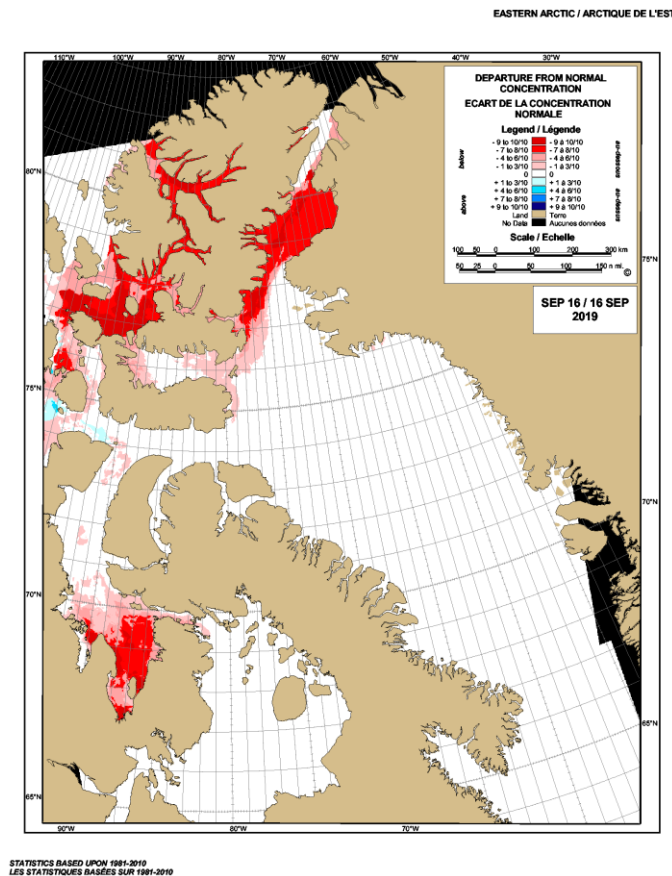 EASTERN ARCTIC / ARCTIQUE DE L'EST
110°W 100°W 90°W 80°W 70°W 60°W 50°W 40°W 30°W
DEPARTURE FROM NORMAL
CONCENTRATION
ECART DE LA CONCENTRATION
NORMALE
Legend / Légende
- 9 to 10/10 - 9 à 10/10
- 7 to 8/10 - 7 à 8/10
- 4 to 6/10 - 4 à 6/10
- 1 to 3/10 - 1 à 3/10
0 0
+ 1 to 3/10 + 1 à 3/10
+ 4 to 6/10 + 4 à 6/10
+ 7 to 8/10 + 7 à 8/10
+ 9 to 10/10 + 9 à 10/10
Land Terre
No Data Aucunes données
below
above
au-dessous
au-dessus
Scale / Echelle
100 50 0 100 200 300 km
50 25 0 50 100 150 n mi.
©
SEP 16 / 16 SEP
2019
80°N
75°N
75°N
70°N
70°N
65°N
65°N
90°W 80°W 70°W
STATISTICS BASED UPON 1981-2010
LES STATISTIQUES BASÉES SUR 1981-2010